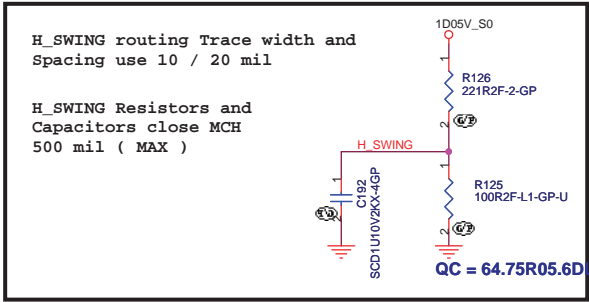 H_SWING routing Trace width and
Spacing use 10 / 20 mil
H_SWING Resistors and
Capacitors close MCH
500 mil ( MAX )
1D05V_S0
1
R126
221R2F-2-GP
2
G/P
H_SWING
1
C192
SCD1U10V2KX-4GP
2
1
R125
100R2F-L1-GP-U
2
G/P
QC = 64.75R05.6D